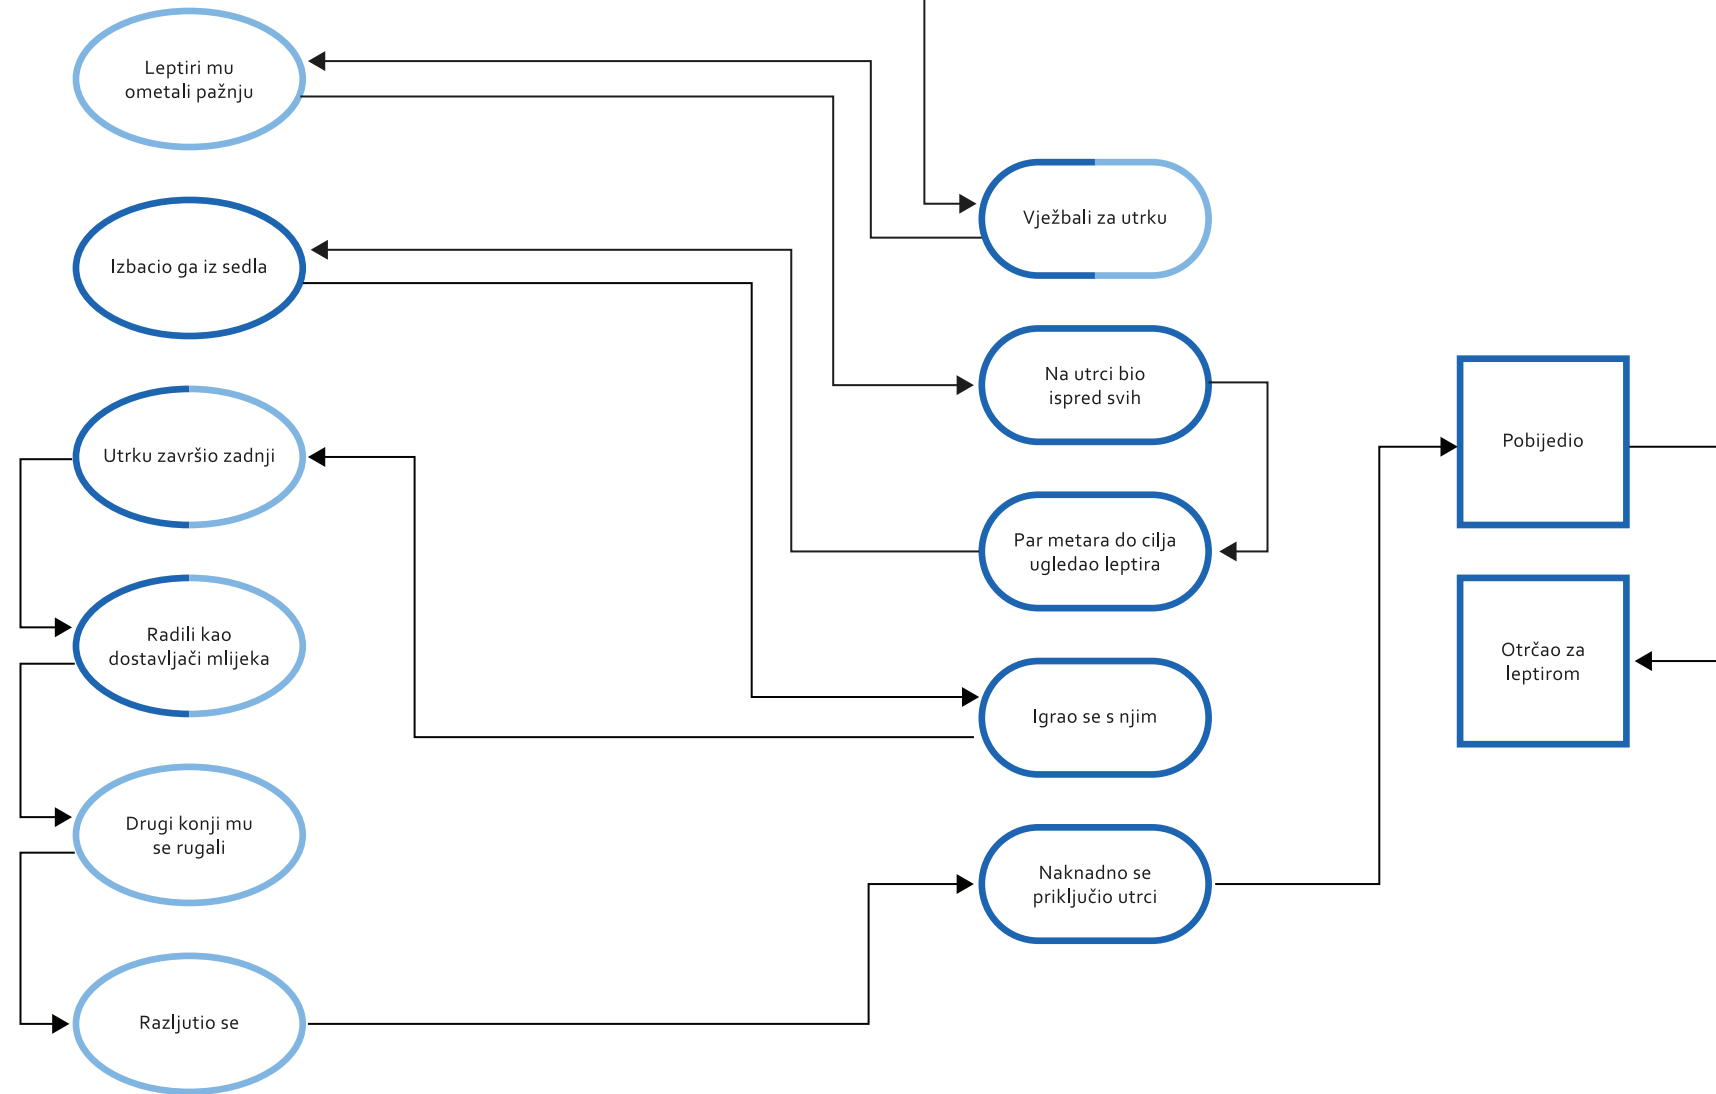 Leptiri mu
ometali pažnju
Izbacio ga iz sedla
Utrku završio zadnji
Radili kao
dostavljači mlijeka
Drugi konji mu
se rugali
Razljutio se
Vježbali za utrku
Na utrci bio
ispred svih
Par metara do cilja
ugledao leptira
Igrao se s njim
Naknadno se
priključio utrci
Pobijedio
Otrčao za
leptirom